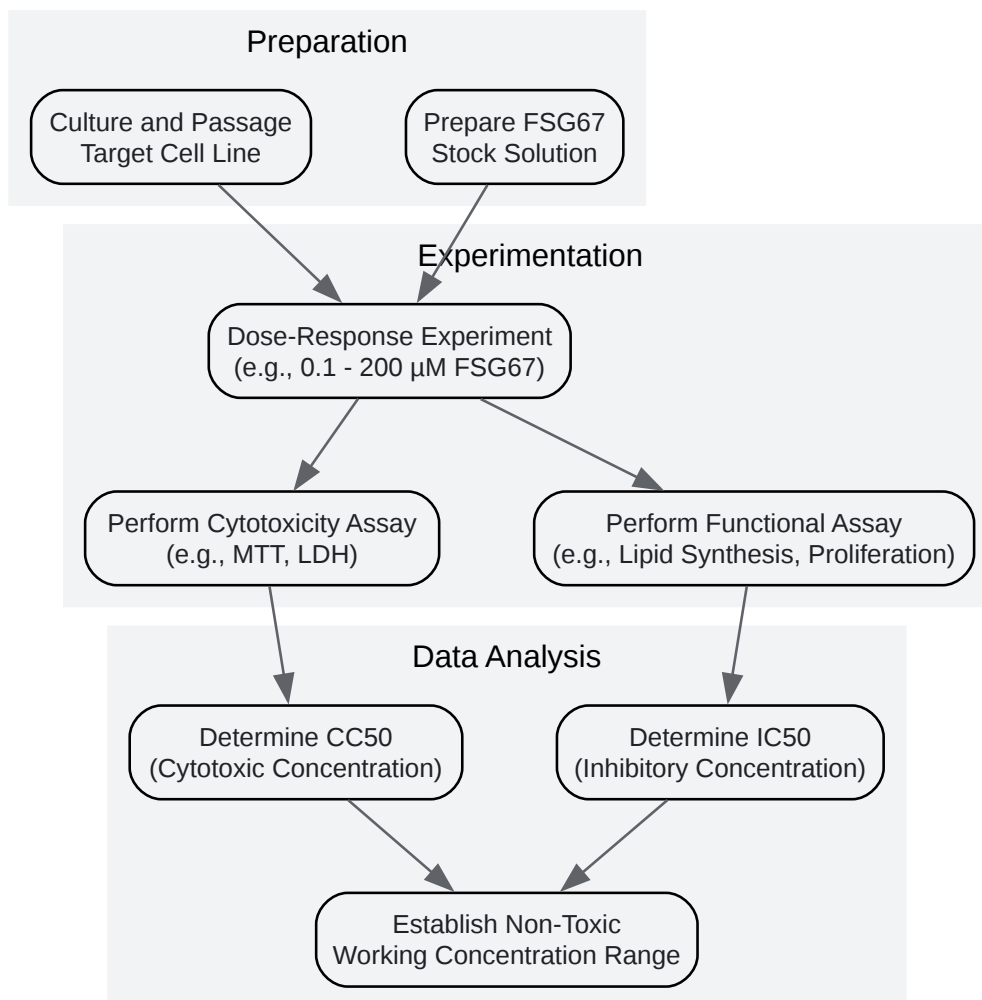 Preparation
Culture and Passage
Target Cell Line
Prepare FSG67
Stock Solution
Experimentation
Dose-Response Experiment
(e.g., 0.1 - 200 µM FSG67)
Perform Cytotoxicity Assay
(e.g., MTT, LDH)
Perform Functional Assay
(e.g., Lipid Synthesis, Proliferation)
Data Analysis
Determine CC50
(Cytotoxic Concentration)
Determine IC50
(Inhibitory Concentration)
Establish Non-Toxic
Working Concentration Range